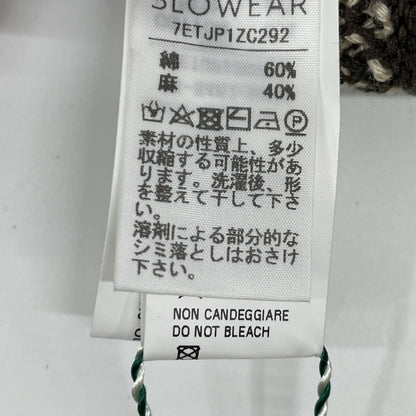 SLOWEAR
7ETJP1ZC292
綿 60%
麻 40%
素材の性質上、多少
収縮する可能性があ
ります。洗濯後、形
を整えて干して下さ
い。
溶剤による部分的な
シミ落としはおさけ
下さい。
NON CANDEGGIARE
DO NOT BLEACH